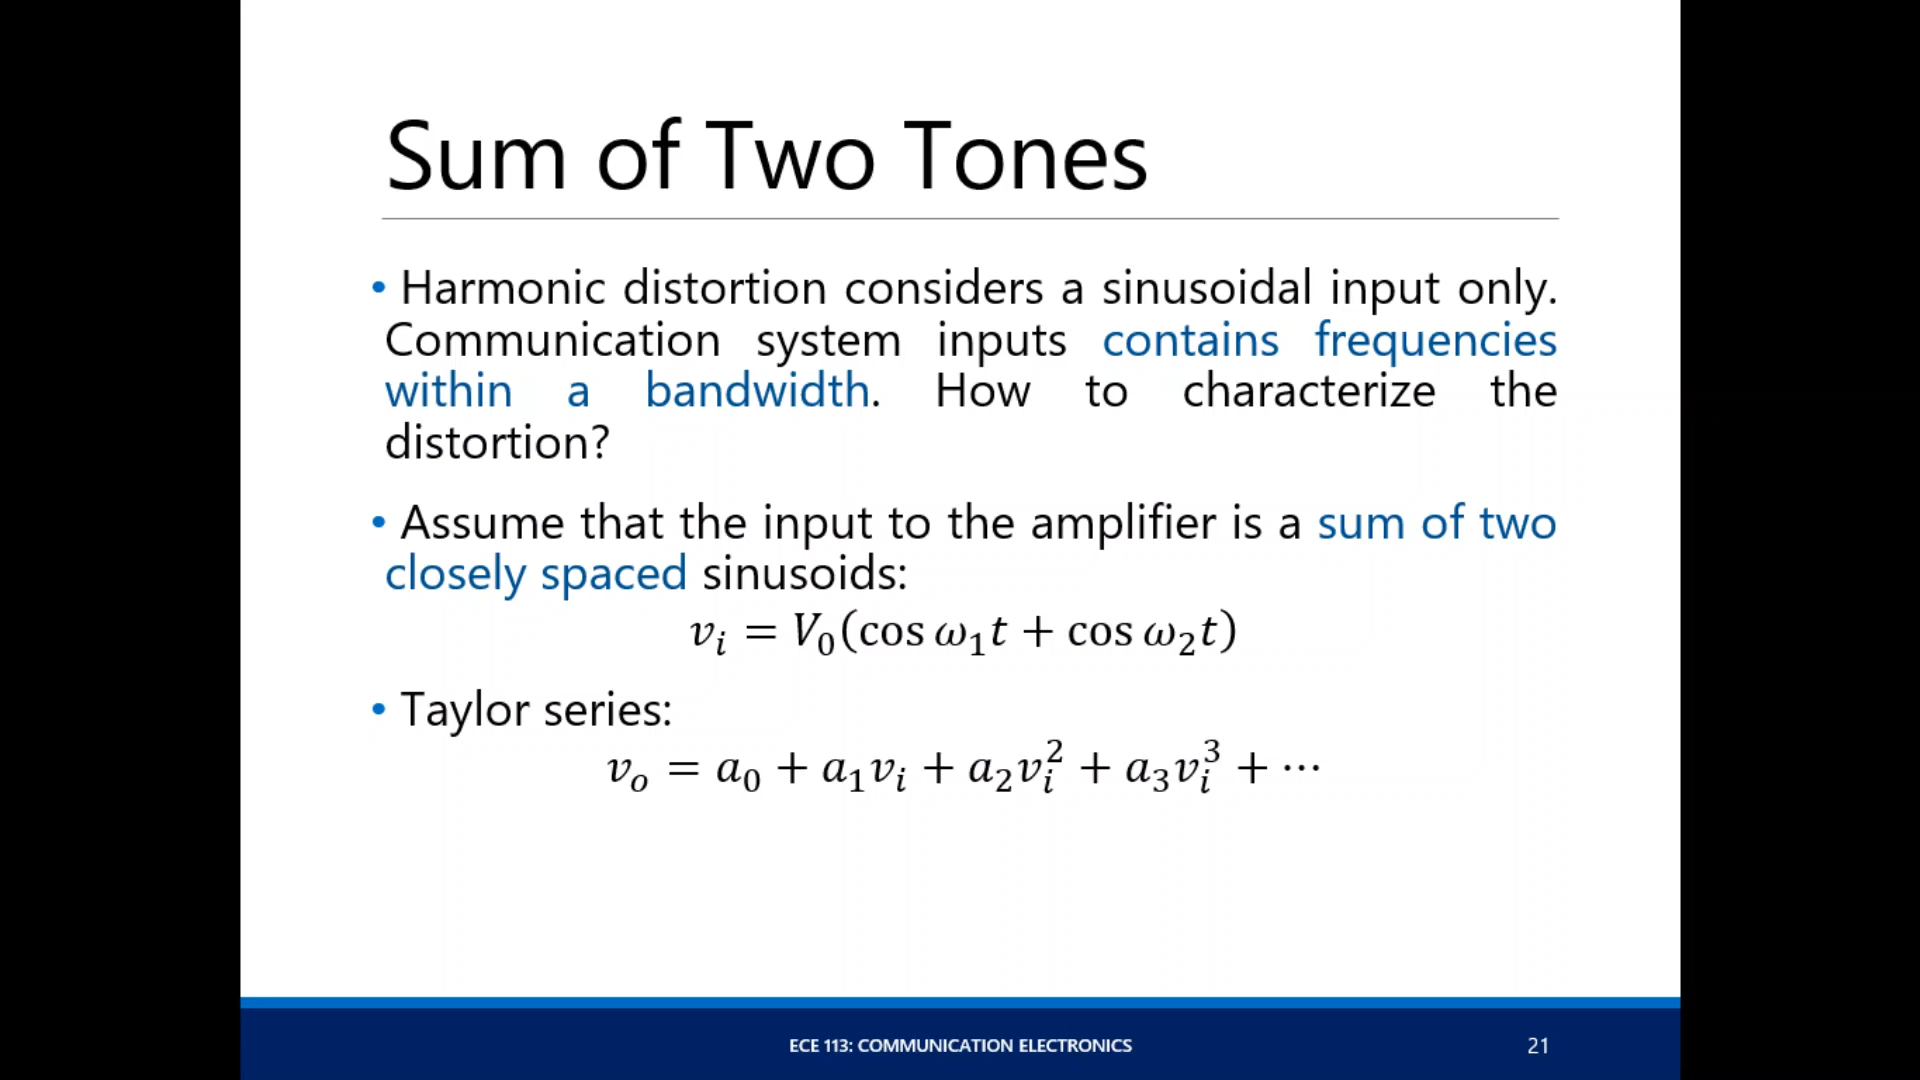 Sum of Two Tones
• Harmonic distortion considers a sinusoidal input only.
Communication system inputs contains frequencies
within a bandwidth. How to characterize the
distortion?
• Assume that the input to the amplifier is a sum of two
closely spaced sinusoids:
𝑣ᵢ = 𝑉₀(cos 𝜔₁𝑡 + cos 𝜔₂𝑡)
• Taylor series:
𝑣ₒ = 𝑎₀ + 𝑎₁𝑣ᵢ + 𝑎₂𝑣ᵢ² + 𝑎₃𝑣ᵢ³ + ⋯
ECE 113: COMMUNICATION ELECTRONICS
21